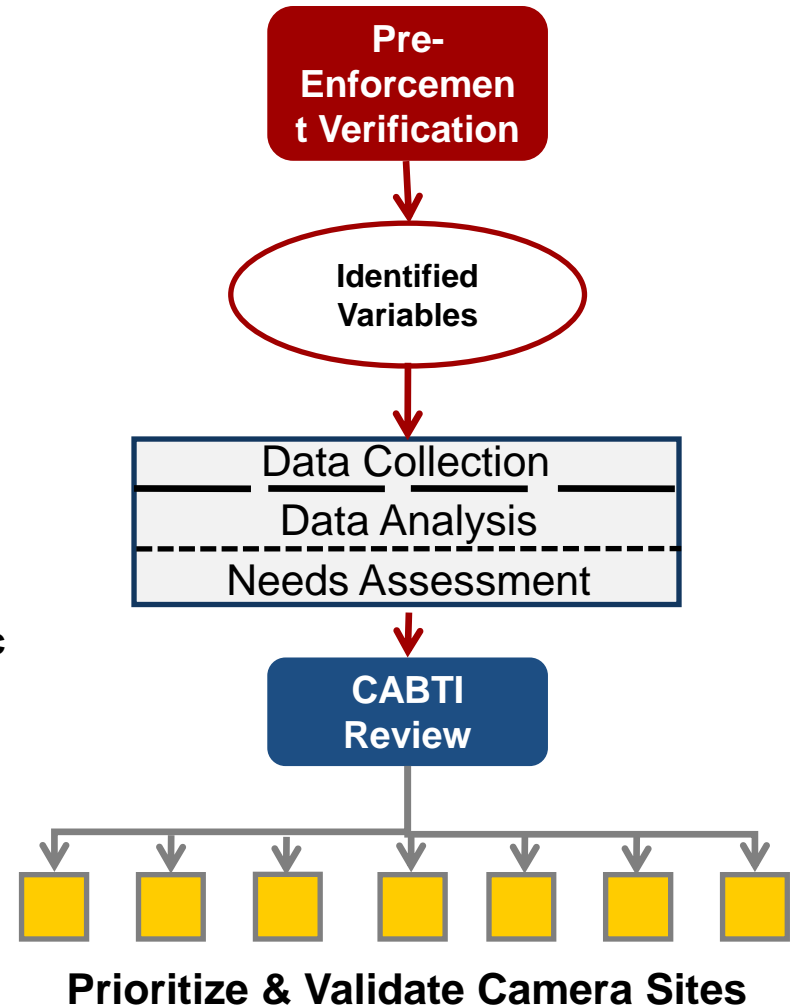 Pre-
Enforcemen
t Verification
Identified
Variables
Data Collection
Data Analysis
Needs Assessment
CABTI
Review
Prioritize & Validate Camera Sites